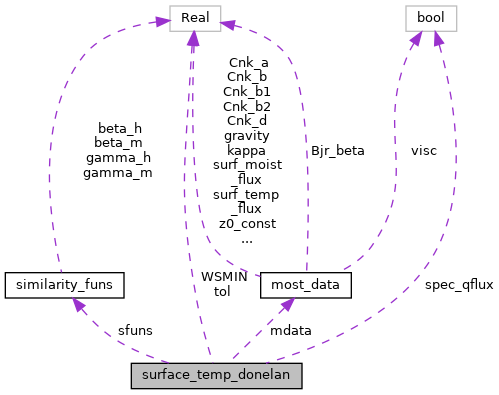 Real
bool
Cnk_a
Cnk_b
Cnk_b1
Cnk_b2
Cnk_d
gravity
kappa
surf_moist
_flux
surf_temp
_flux
z0_const
...
beta_h
beta_m
gamma_h
gamma_m
Bjr_beta
visc
similarity_funs
WSMIN
tol
most_data
spec_qflux
sfuns
mdata
surface_temp_donelan